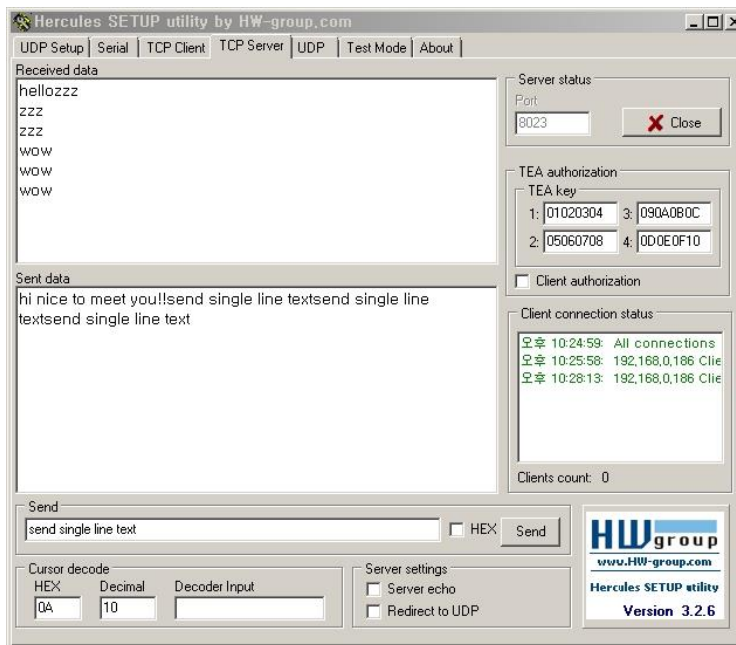 Hercules SETUP utility by HW-group.com
UDP Setup
Serial
TCP Client
TCP Server
UDP
Test Mode
About
Received data
hellozzz
zzz
zzz
wow
wow
wow
Sent data
hi nice to meet you!!send single line textsend single line
textsend single line text
Send
send single line text
HEX
Send
Cursor decode
HEX
Decimal
Decoder Input
0A
10
Server settings
Server echo
Redirect to UDP
Server status
Port
8023
Close
TEA authorization
TEA key
1: 01020304
3: 090A0B0C
2: 05060708
4: 0D0E0F10
Client authorization
Client connection status
오후 10:24:59: All connections
오후 10:25:58: 192,168,0,186 Clie
오후 10:28:13: 192,168,0,186 Clie
Clients count: 0
HWgroup
www.HW-group.com
Hercules SETUP utility
Version 3.2.6